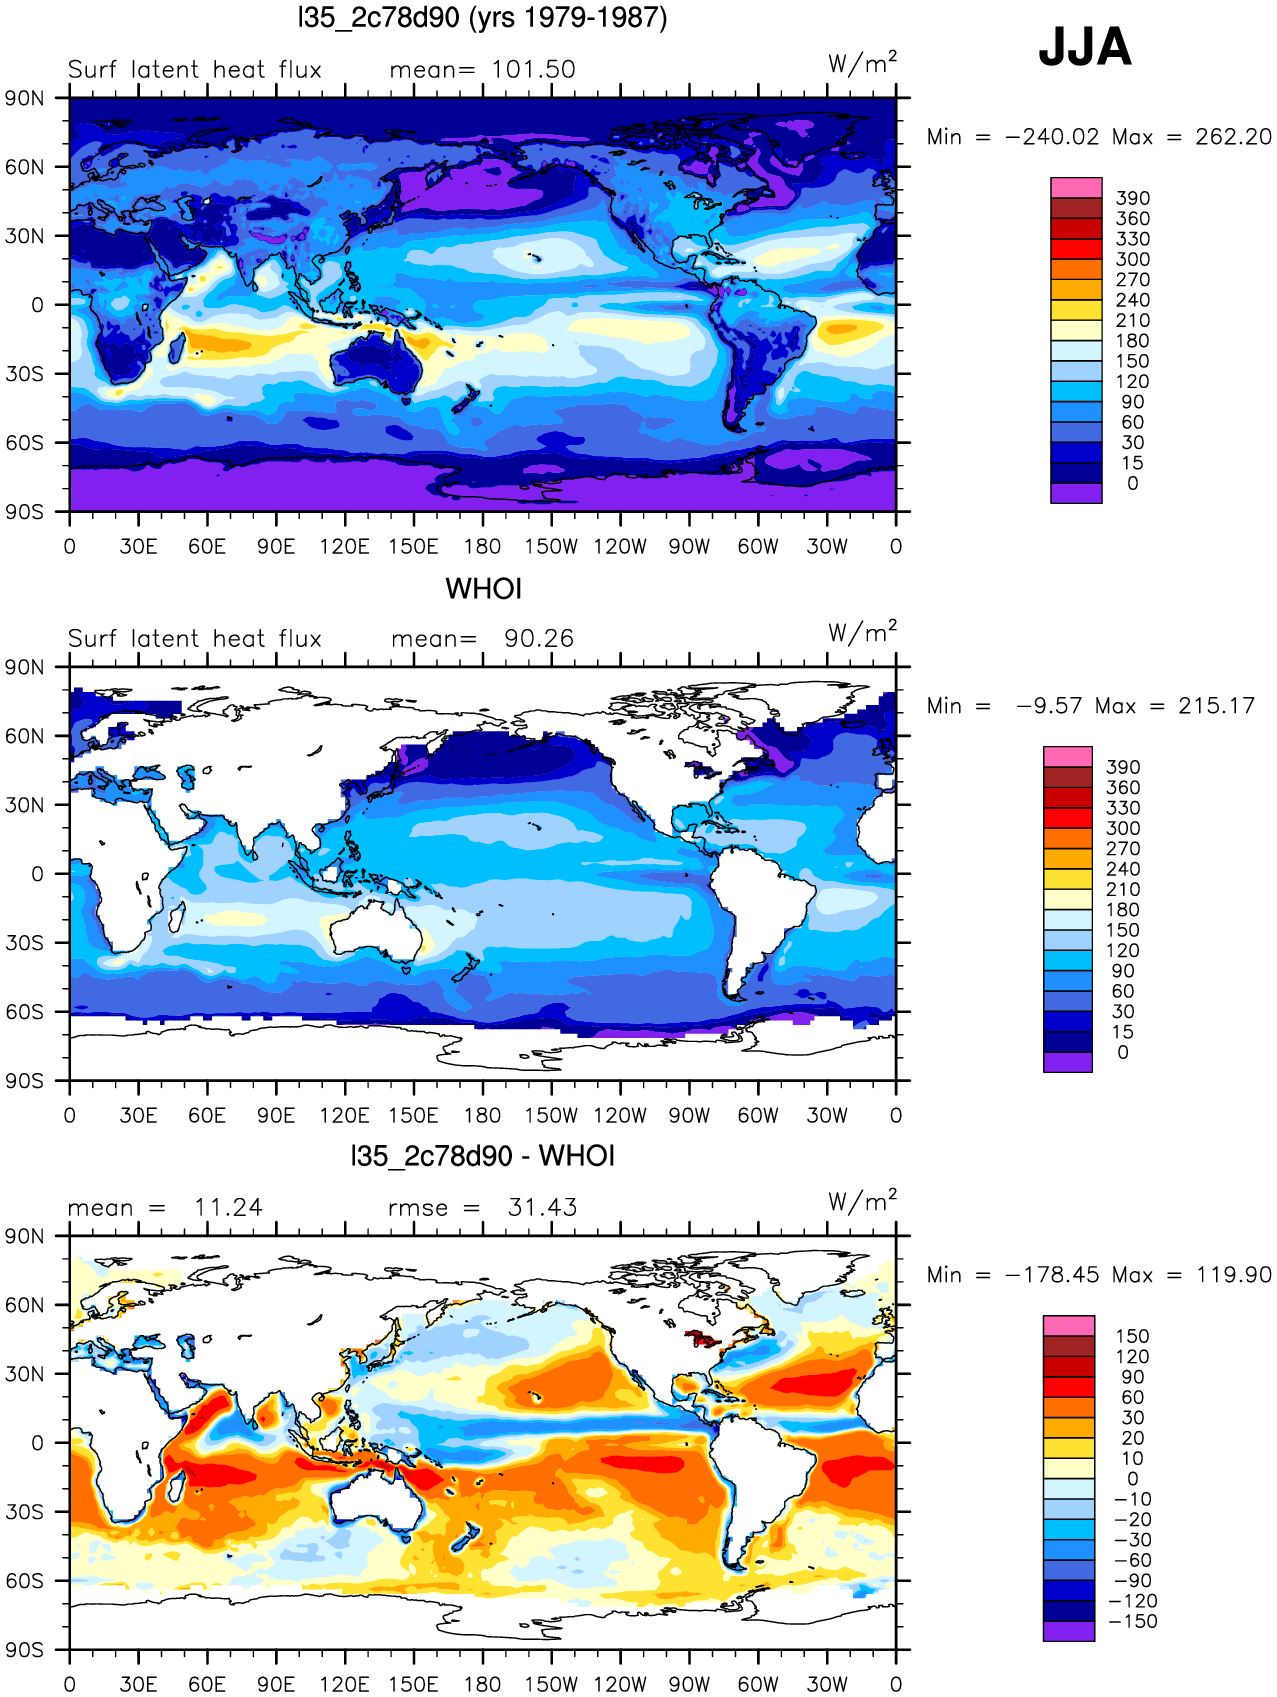 l35_2c78d90 (yrs 1979-1987)
JJA
Surf latent heat flux mean= 101.50 W/m²
Min = −240.02 Max = 262.20
90N
60N
30N
0
30S
60S
90S
0 30E 60E 90E 120E 150E 180 150W 120W 90W 60W 30W 0
390
360
330
300
270
240
210
180
150
120
90
60
30
15
0
WHOI
Surf latent heat flux mean= 90.26 W/m²
Min = −9.57 Max = 215.17
90N
60N
30N
0
30S
60S
90S
0 30E 60E 90E 120E 150E 180 150W 120W 90W 60W 30W 0
390
360
330
300
270
240
210
180
150
120
90
60
30
15
0
l35_2c78d90 - WHOI
mean = 11.24 rmse = 31.43 W/m²
Min = −178.45 Max = 119.90
90N
60N
30N
0
30S
60S
90S
0 30E 60E 90E 120E 150E 180 150W 120W 90W 60W 30W 0
150
120
90
60
30
20
10
0
−10
−20
−30
−60
−90
−120
−150